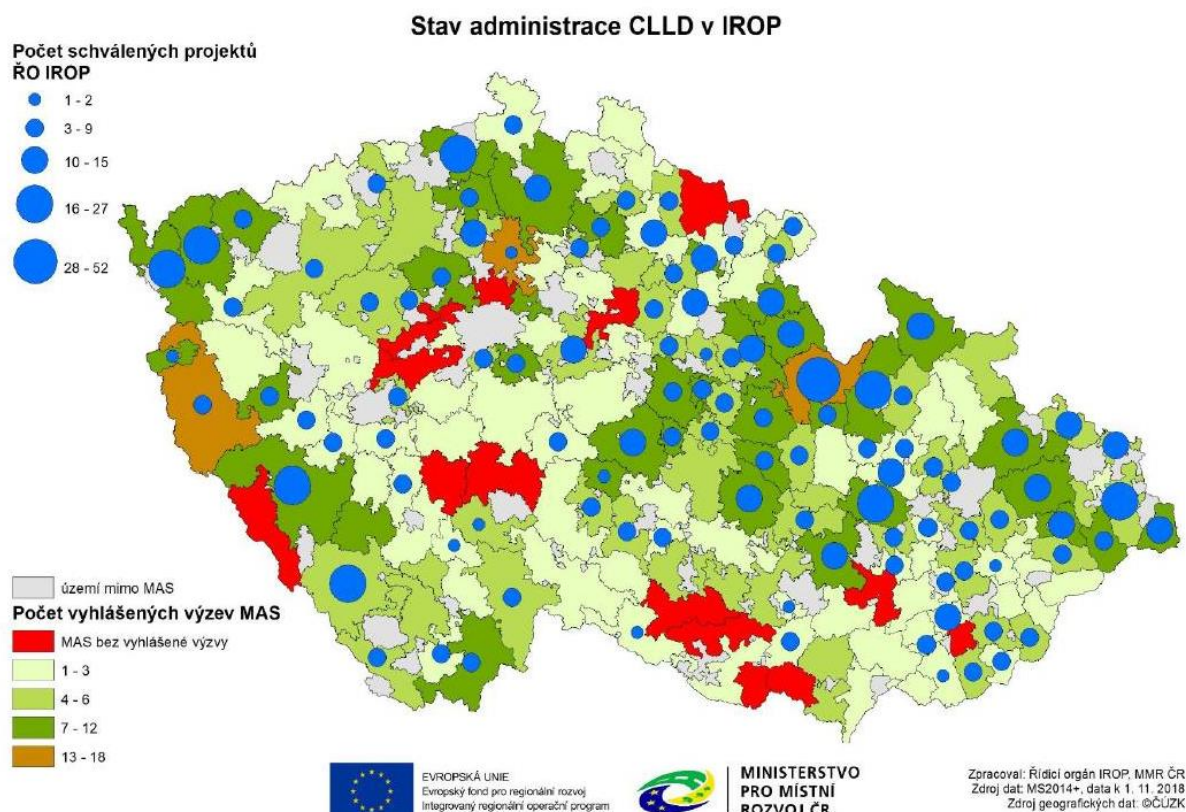 Stav administrace CLLD v IROP
Počet schválených projektů
ŘO IROP
1 - 2
3 - 9
10 - 15
16 - 27
28 - 52
území mimo MAS
Počet vyhlášených výzev MAS
MAS bez vyhlášené výzvy
1 - 3
4 - 6
7 - 12
13 - 18
EVROPSKÁ UNIE
Evropský fond pro regionální rozvoj
Integrovaný regionální operační program
MINISTERSTVO
PRO MÍSTNÍ
ROZVOJ ČR
Zpracoval: Řídicí orgán IROP, MMR ČR
Zdroj dat: MS2014+, data k 1. 11. 2018
Zdroj geografických dat: ©ČÚZK